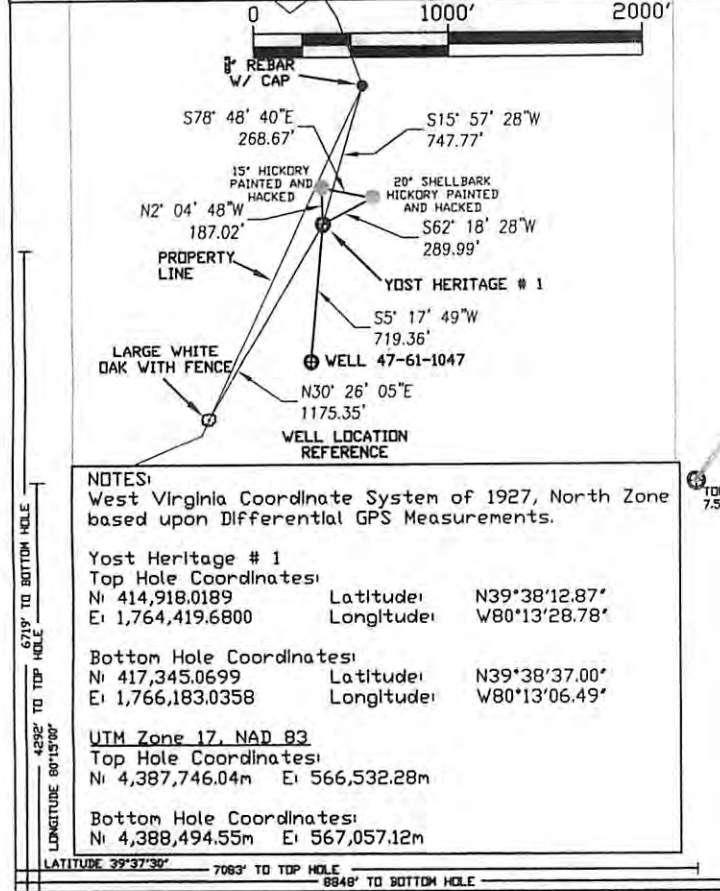 0 1000' 2000'
REBAR
W/ CAP
S78° 48' 40"E
268.67'
S15° 57' 28"W
747.77'
15" HICKORY
PAINTED AND
HACKED
20" SHELLBARK
HICKORY PAINTED
AND HACKED
N2° 04' 48"W
187.02'
S62° 18' 28"W
289.99'
PROPERTY
LINE
YOST HERITAGE # 1
S5° 17' 49"W
719.36'
LARGE WHITE
OAK WITH FENCE
WELL 47-61-1047
N30° 26' 05"E
1175.35'
WELL LOCATION
REFERENCE
6719' TO BOTTOM HOLE
4292' TO TOP HOLE
LONGITUDE 80°15'00"
NOTES:
West Virginia Coordinate System of 1927, North Zone
based upon Differential GPS Measurements.
Yost Heritage # 1
Top Hole Coordinates:
N: 414,918.0189 Latitude: N39°38'12.87"
E: 1,764,419.6800 Longitude: W80°13'28.78"
Bottom Hole Coordinates:
N: 417,345.0699 Latitude: N39°38'37.00"
E: 1,766,183.0358 Longitude: W80°13'06.49"
UTM Zone 17, NAD 83
Top Hole Coordinates:
N: 4,387,746.04m E: 566,532.28m
Bottom Hole Coordinates:
N: 4,388,494.55m E: 567,057.12m
7.5
LATITUDE 39°37'30"
7083' TO TOP HOLE
8848' TO BOTTOM HOLE